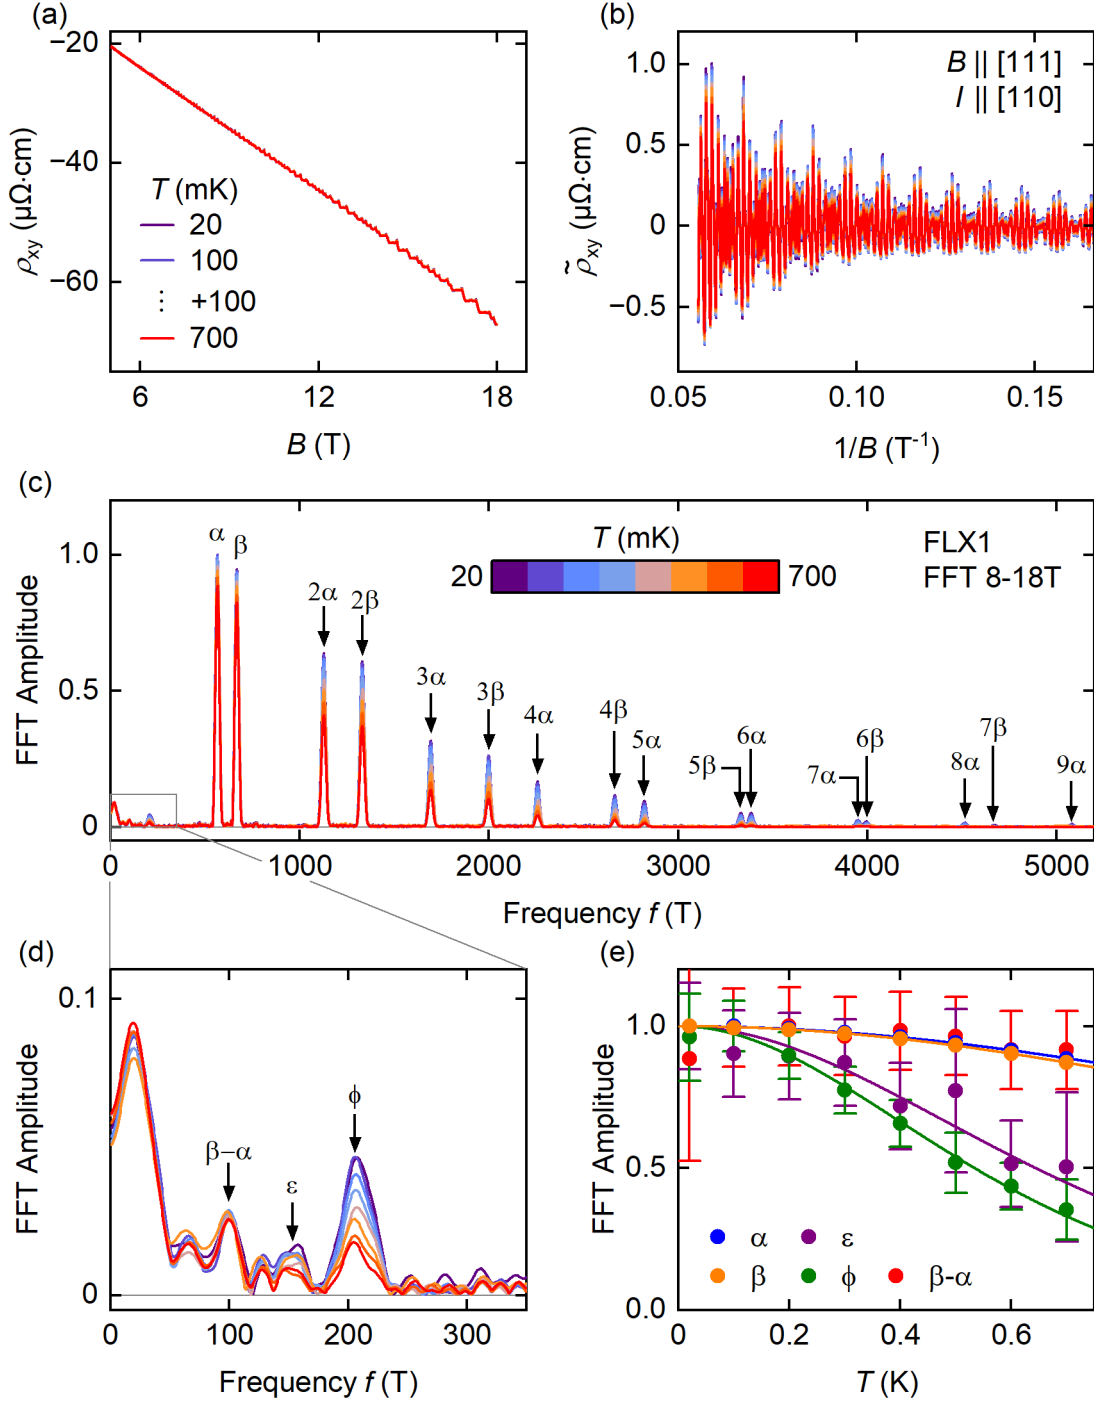 (a)
−20
−40
−60
ρxy (μΩ·cm)
T (mK)
20
100
⋮ +100
700
6
12
18
B (T)
(b)
1.0
0.5
0
−0.5
ρ̃xy (μΩ·cm)
B || [111]
I || [110]
0.05
0.10
0.15
1/B (T⁻¹)
(c)
FFT Amplitude
1.0
0.5
0
α
β
2α
2β
3α
3β
4α
4β
5α
5β
6α
7α
6β
8α
7β
9α
T (mK)
20
700
FLX1
FFT 8-18T
0
1000
2000
3000
4000
5000
Frequency f (T)
(d)
FFT Amplitude
0.1
0
β−α
ε
ϕ
0
100
200
300
Frequency f (T)
(e)
FFT Amplitude
1.0
0.5
0.0
α
ε
β
ϕ
β-α
0
0.2
0.4
0.6
T (K)